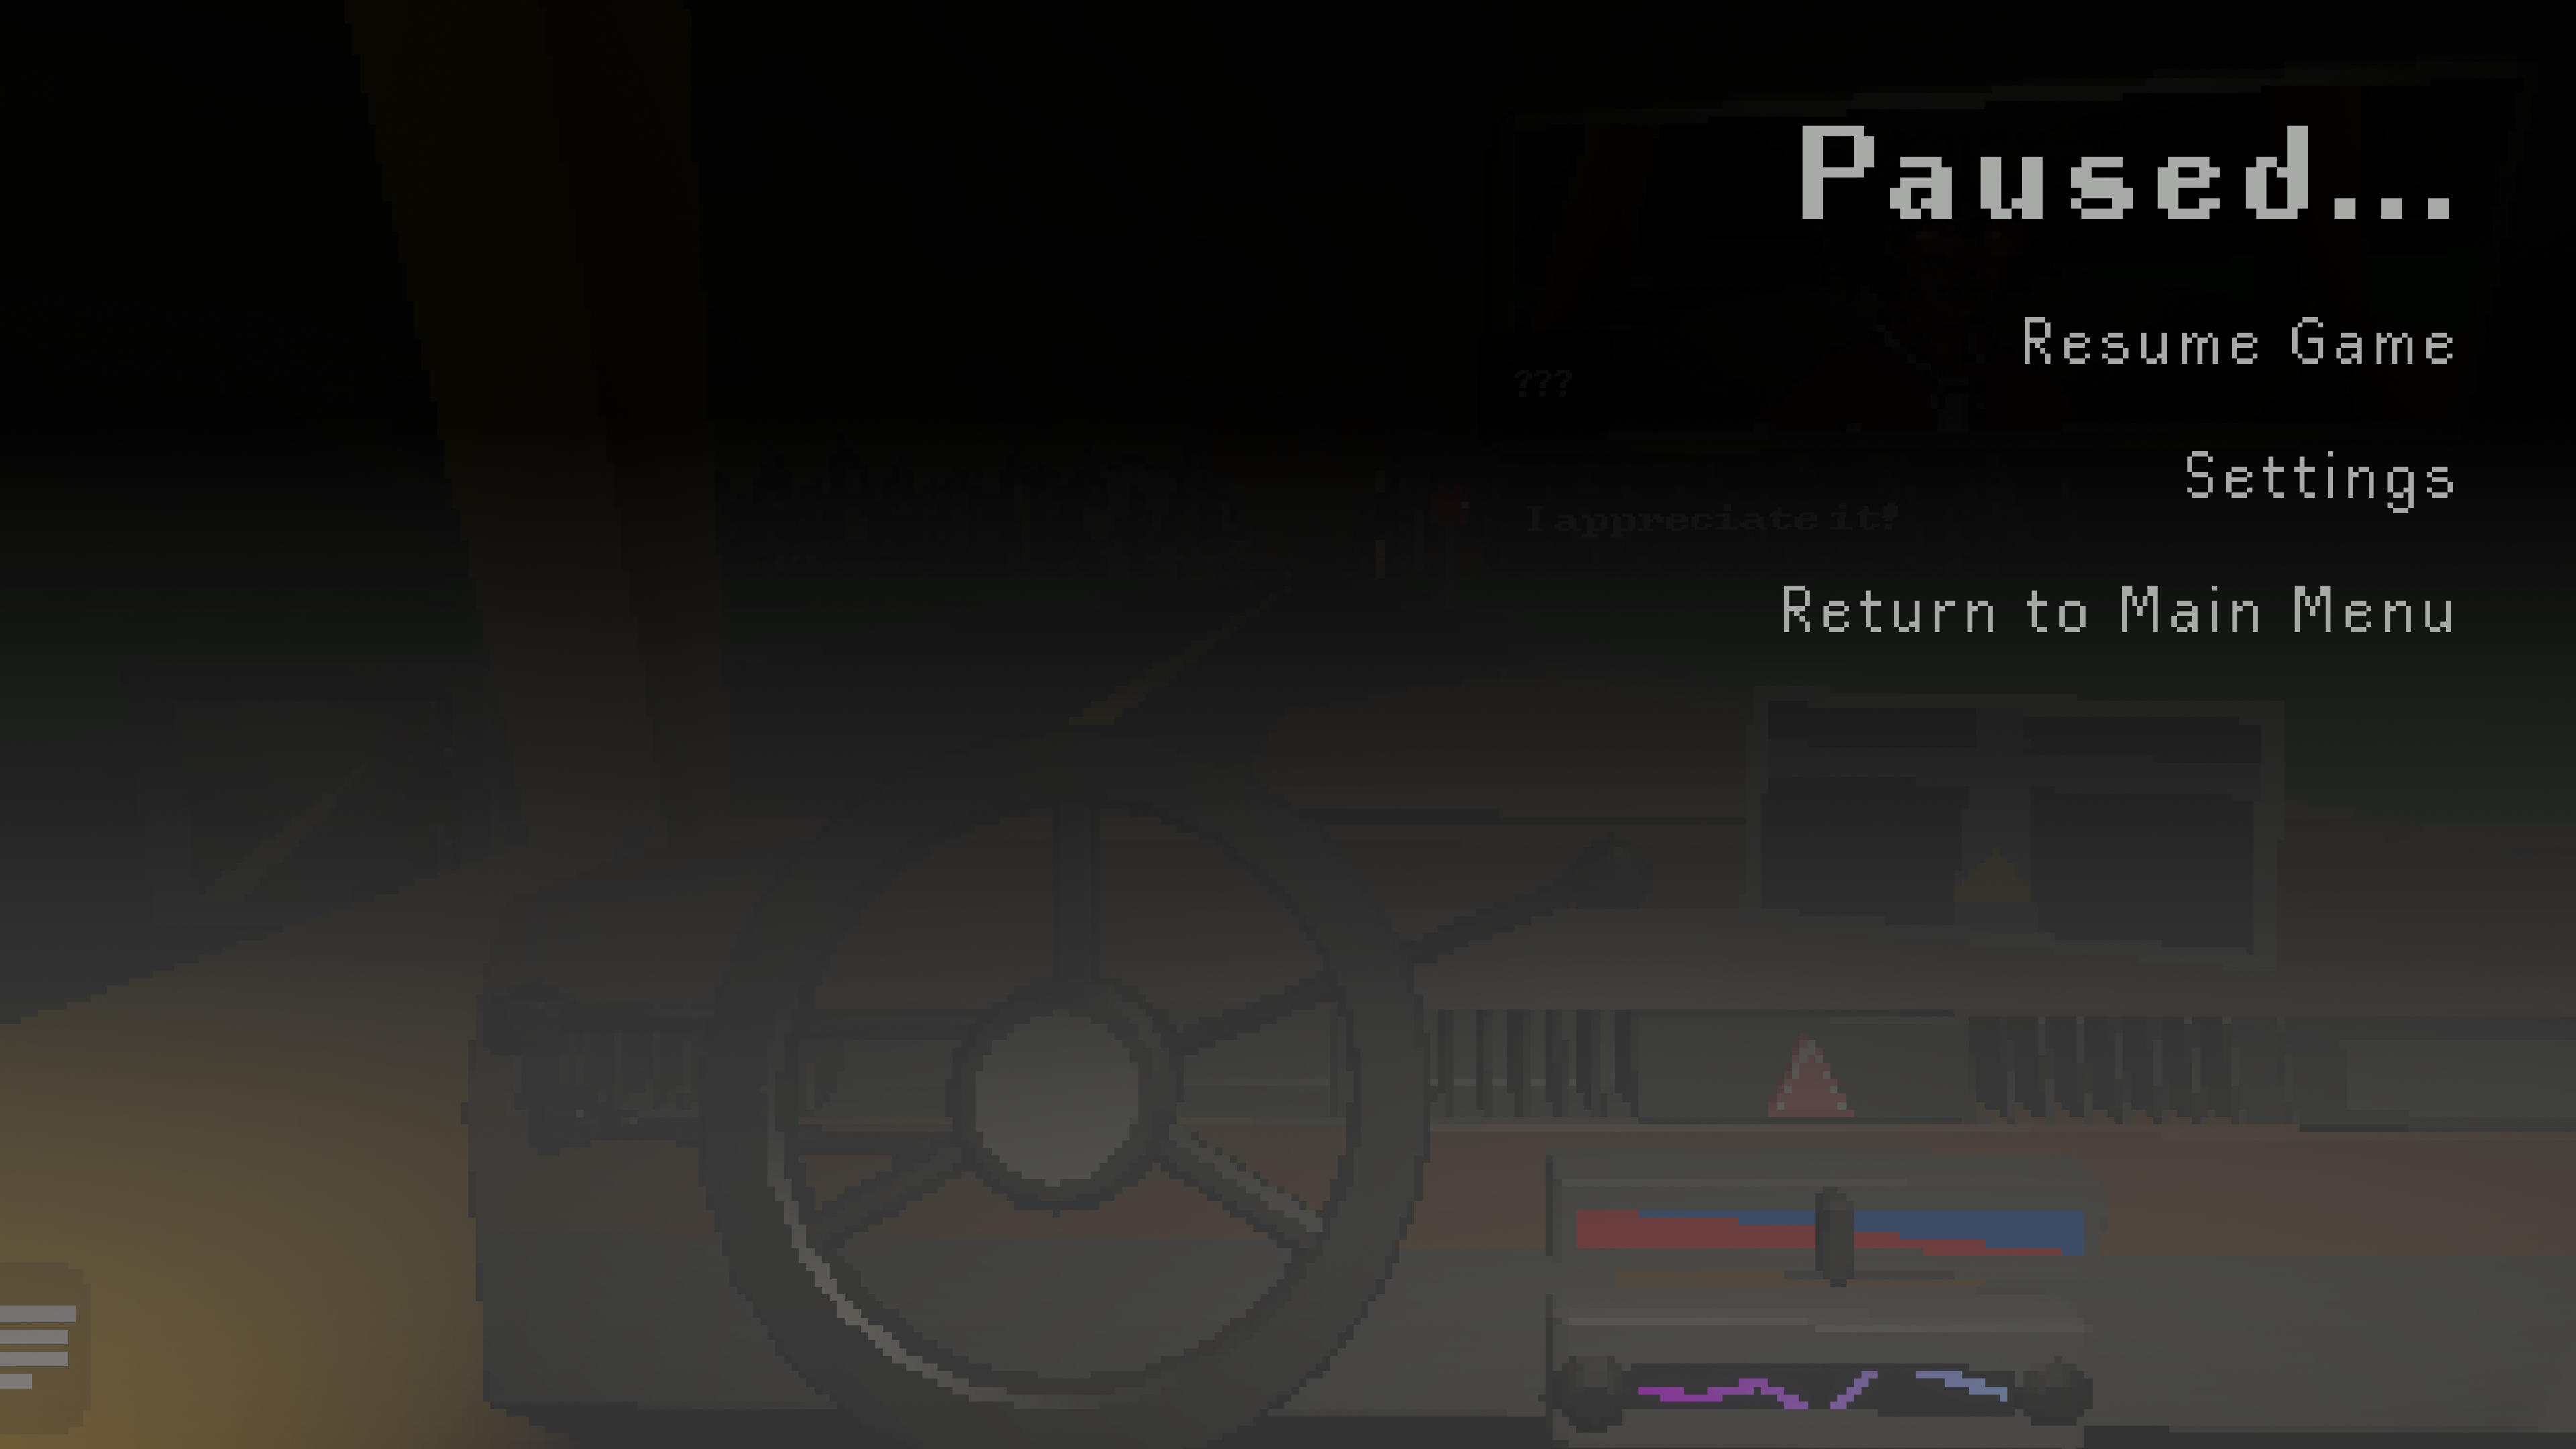 Paused...
Resume Game
???
Settings
I appreciate it!
Return to Main Menu